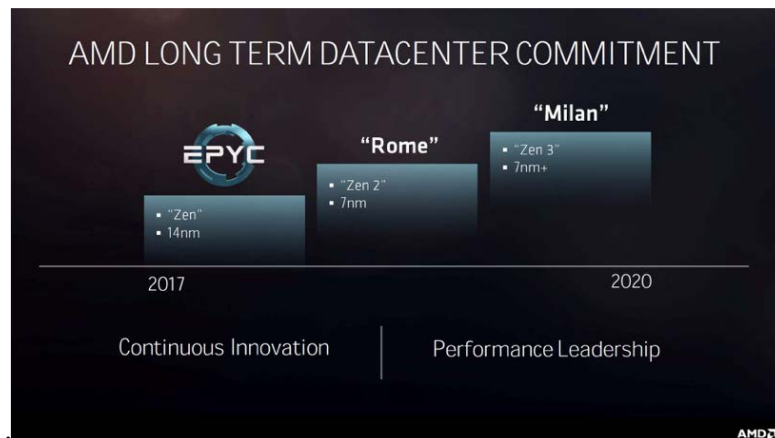 AMD LONG TERM DATACENTER COMMITMENT
EPYC
▪ "Zen"
▪ 14nm
"Rome"
▪ "Zen 2"
▪ 7nm
"Milan"
▪ "Zen 3"
▪ 7nm+
2017
2020
Continuous Innovation
Performance Leadership
AMD